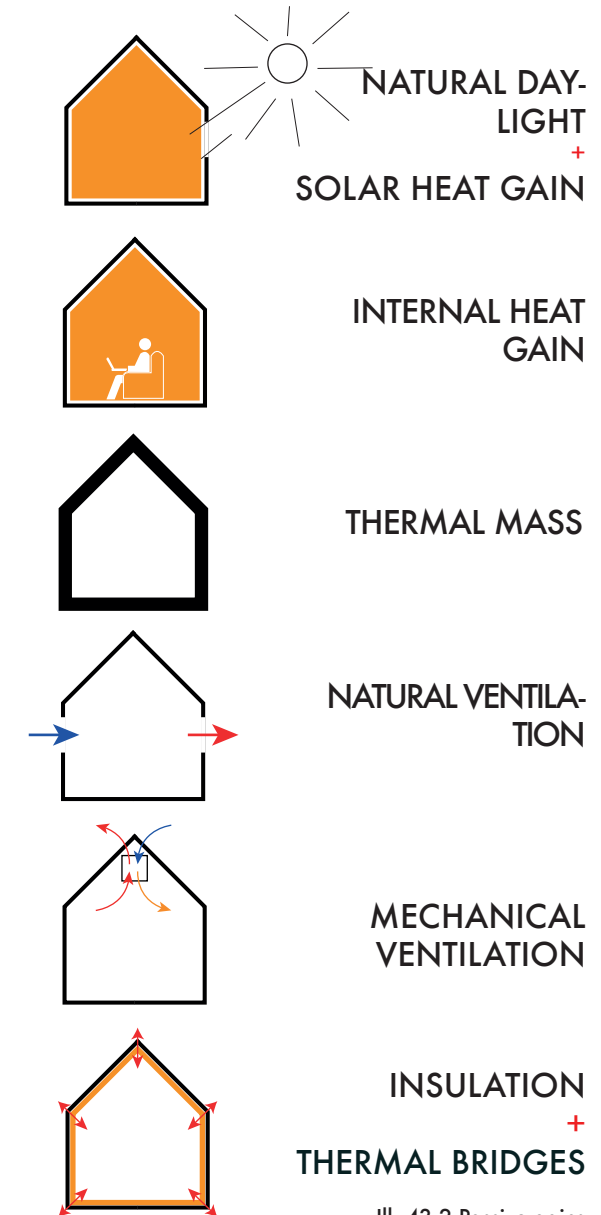 NATURAL DAY-
LIGHT
+
SOLAR HEAT GAIN
INTERNAL HEAT
GAIN
THERMAL MASS
NATURAL VENTILA-
TION
MECHANICAL
VENTILATION
INSULATION
+
THERMAL BRIDGES